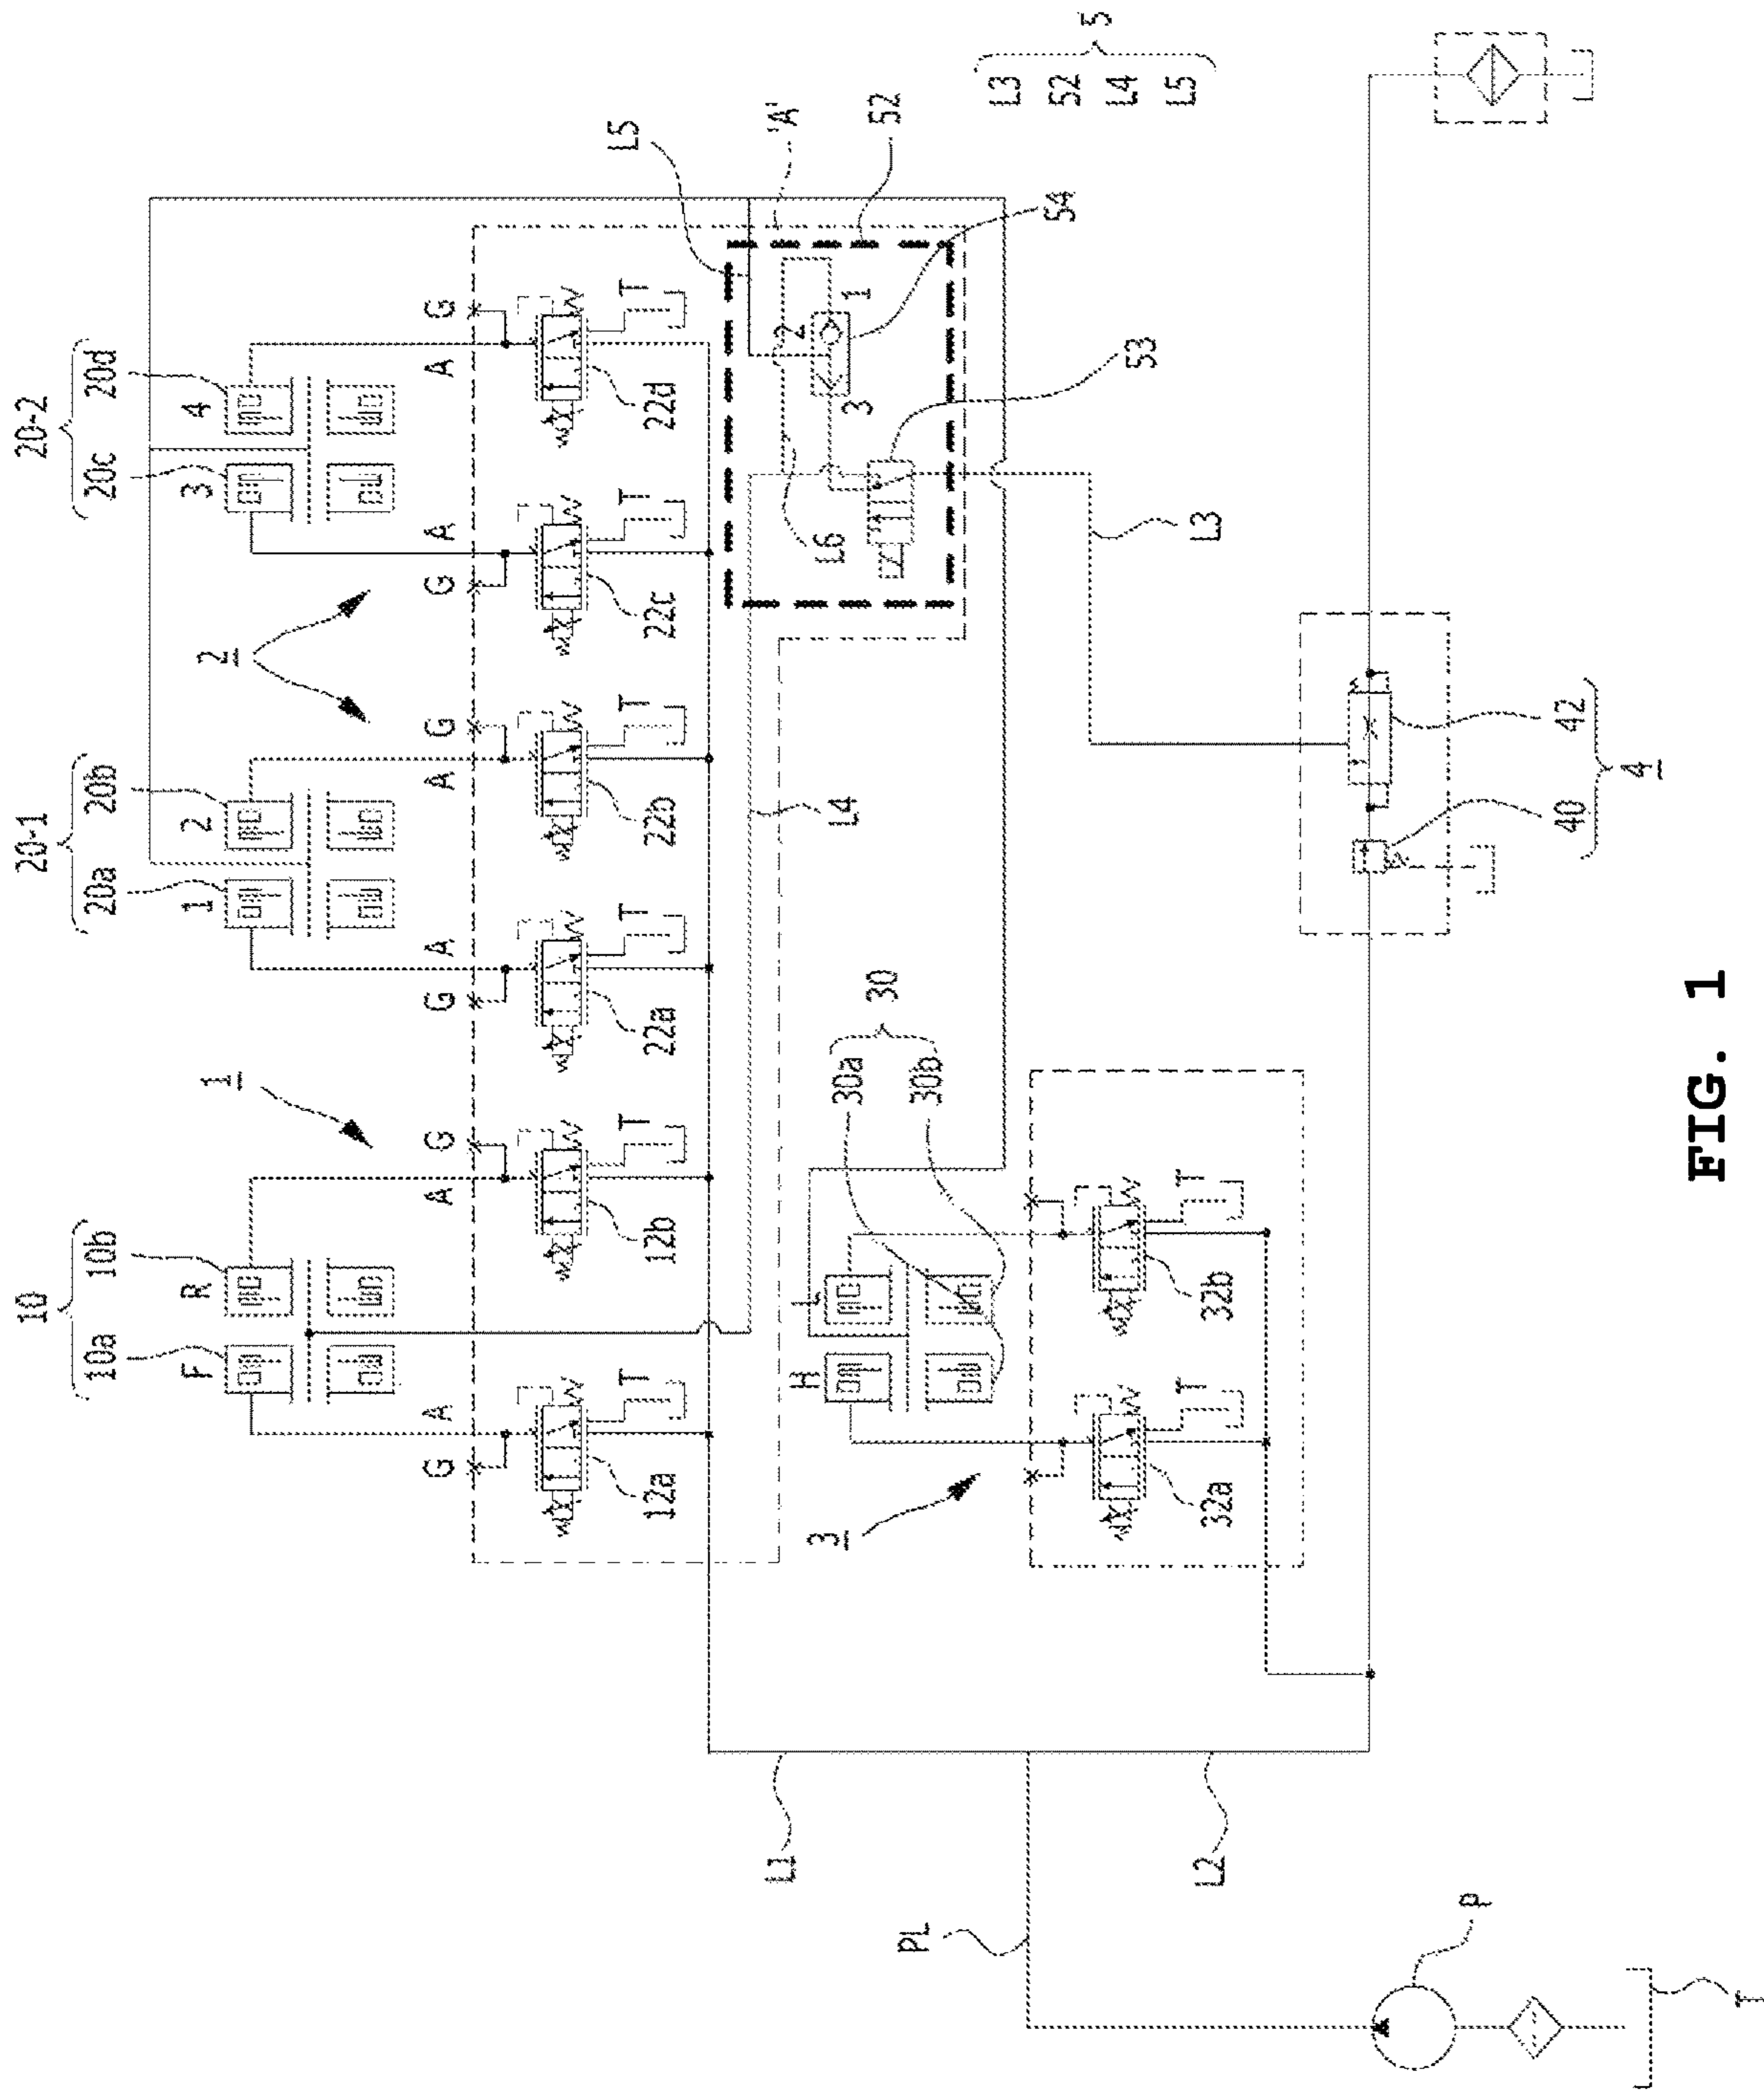 10
10a 10b
F R
20-1
20a 20b
1 2
20-2
20c 20d
3 4
1
2
G A
A G
G A
A G
G A
A G
12a T
12b T
22a T
22b T
22c T
22d T
L5
'A'
52
54
53
L6
1
2
3
L3
52
L4
L5
5
L4
L3
30
30a
30b
H L
3
32a T
32b T
40 42
4
L1
L2
PL
P
T
FIG. 1